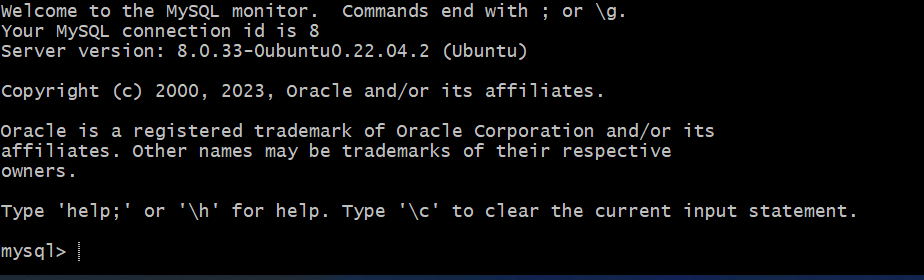 Welcome to the MySQL monitor.  Commands end with ; or \g.
Your MySQL connection id is 8
Server version: 8.0.33-0ubuntu0.22.04.2 (Ubuntu)
Copyright (c) 2000, 2023, Oracle and/or its affiliates.
Oracle is a registered trademark of Oracle Corporation and/or its
affiliates. Other names may be trademarks of their respective
owners.
Type 'help;' or '\h' for help. Type '\c' to clear the current input statement.
mysql>